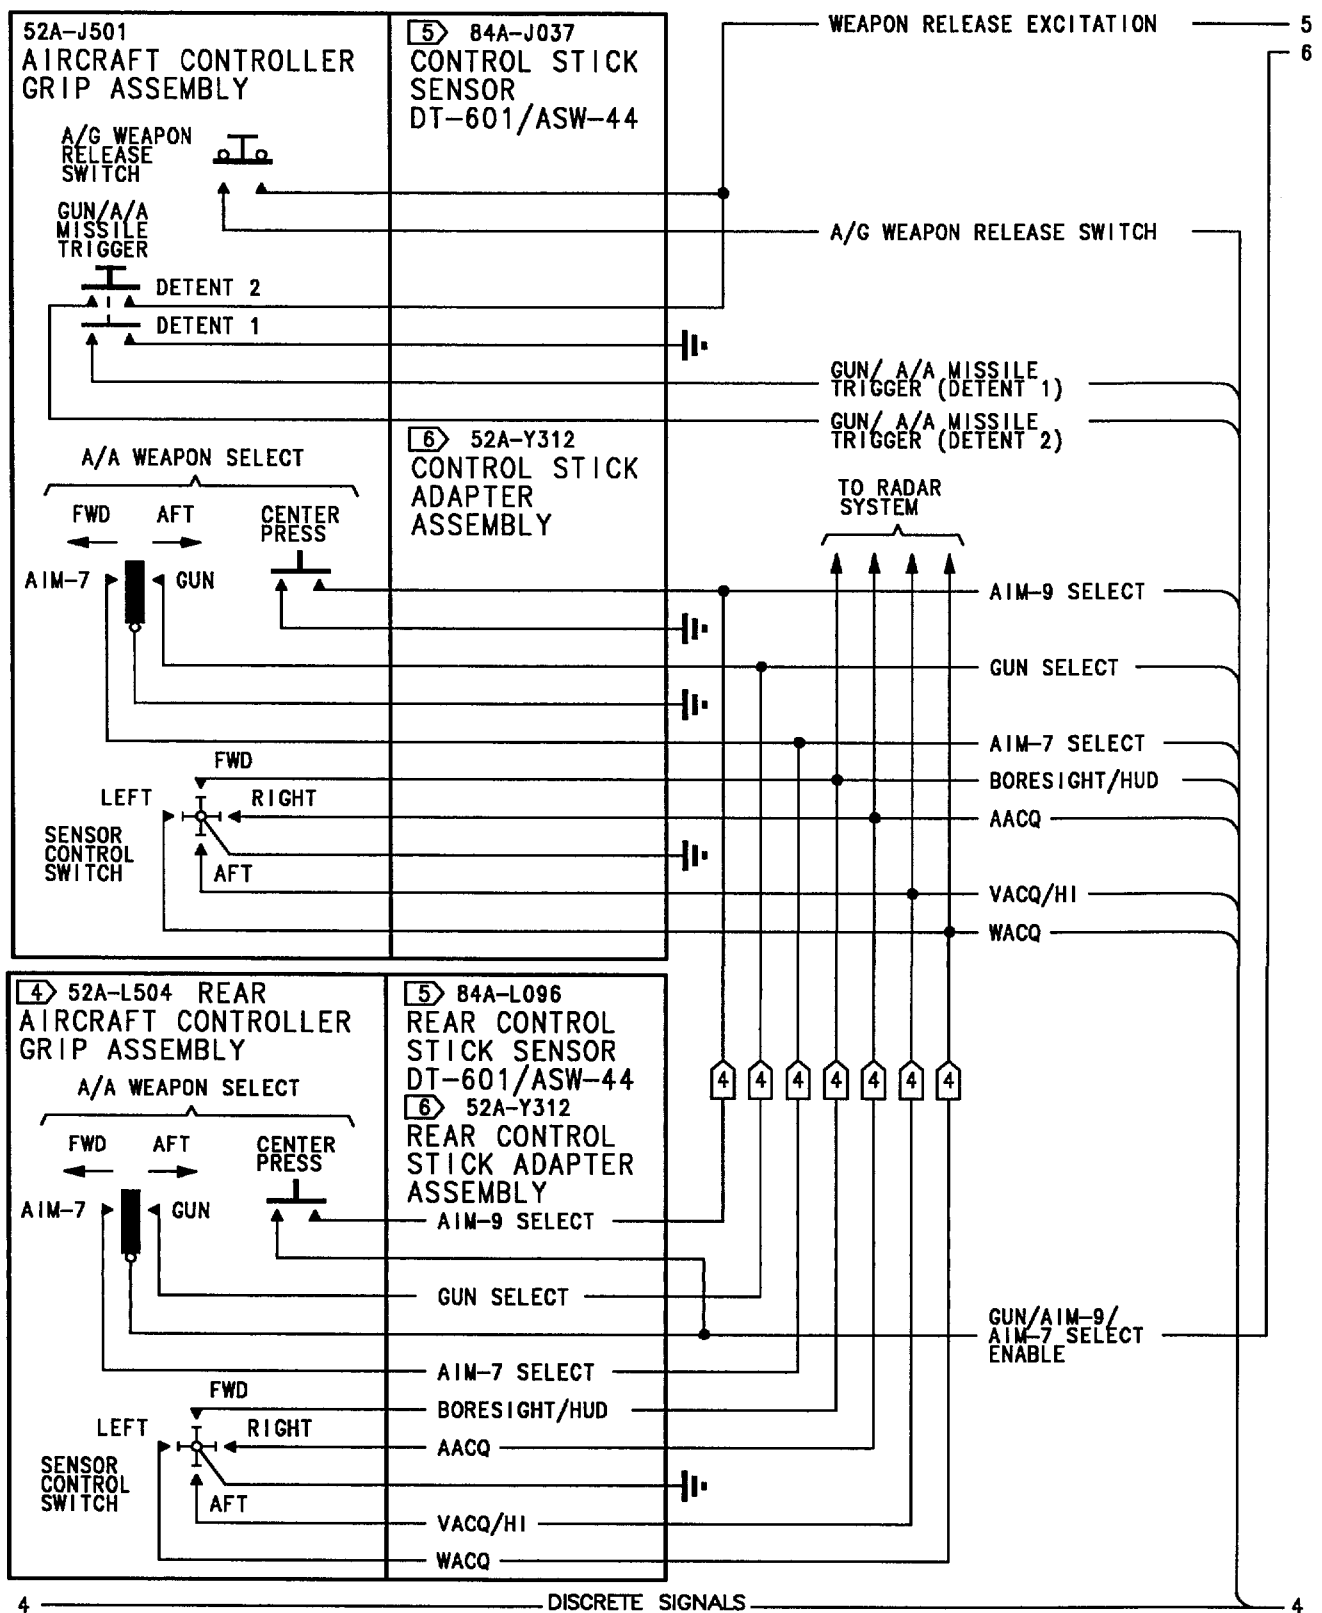 52A-J501
AIRCRAFT CONTROLLER
GRIP ASSEMBLY
5 84A-J037
CONTROL STICK
SENSOR
DT-601/ASW-44
WEAPON RELEASE EXCITATION
5
6
A/G WEAPON
RELEASE
SWITCH
GUN/A/A
MISSILE
TRIGGER
A/G WEAPON RELEASE SWITCH
DETENT 2
DETENT 1
GUN/ A/A MISSILE
TRIGGER (DETENT 1)
GUN/ A/A MISSILE
TRIGGER (DETENT 2)
6 52A-Y312
CONTROL STICK
ADAPTER
ASSEMBLY
A/A WEAPON SELECT
FWD
AFT
CENTER
PRESS
TO RADAR
SYSTEM
AIM-7
GUN
AIM-9 SELECT
GUN SELECT
AIM-7 SELECT
FWD
BORESIGHT/HUD
LEFT
RIGHT
AACQ
SENSOR
CONTROL
SWITCH
AFT
VACQ/HI
WACQ
4 52A-L504 REAR
AIRCRAFT CONTROLLER
GRIP ASSEMBLY
5 84A-L096
REAR CONTROL
STICK SENSOR
DT-601/ASW-44
6 52A-Y312
REAR CONTROL
STICK ADAPTER
ASSEMBLY
4 4 4 4 4 4 4
A/A WEAPON SELECT
FWD
AFT
CENTER
PRESS
AIM-7
GUN
AIM-9 SELECT
GUN SELECT
GUN/AIM-9/
AIM-7 SELECT
ENABLE
AIM-7 SELECT
FWD
BORESIGHT/HUD
LEFT
RIGHT
AACQ
SENSOR
CONTROL
SWITCH
AFT
VACQ/HI
WACQ
4 DISCRETE SIGNALS 4